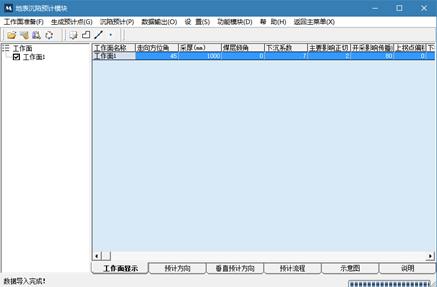 地表沉陷预计模块
工作面准备(F) 生成预计点(G) 沉陷预计(P) 数据输出(O) 设 置(S) 功能模块(D) 帮 助(H) 返回主菜单(X)
工作面
工作面1
工作面名称 走向方位角 采厚(mm) 煤层倾角 下沉系数 主要影响正切 开采影响传播 上拐点偏移 下
工作面1 45 1000 0 7 2 80 0
工作面显示 预计方向 垂直预计方向 预计流程 示意图 说明
数据导入完成!